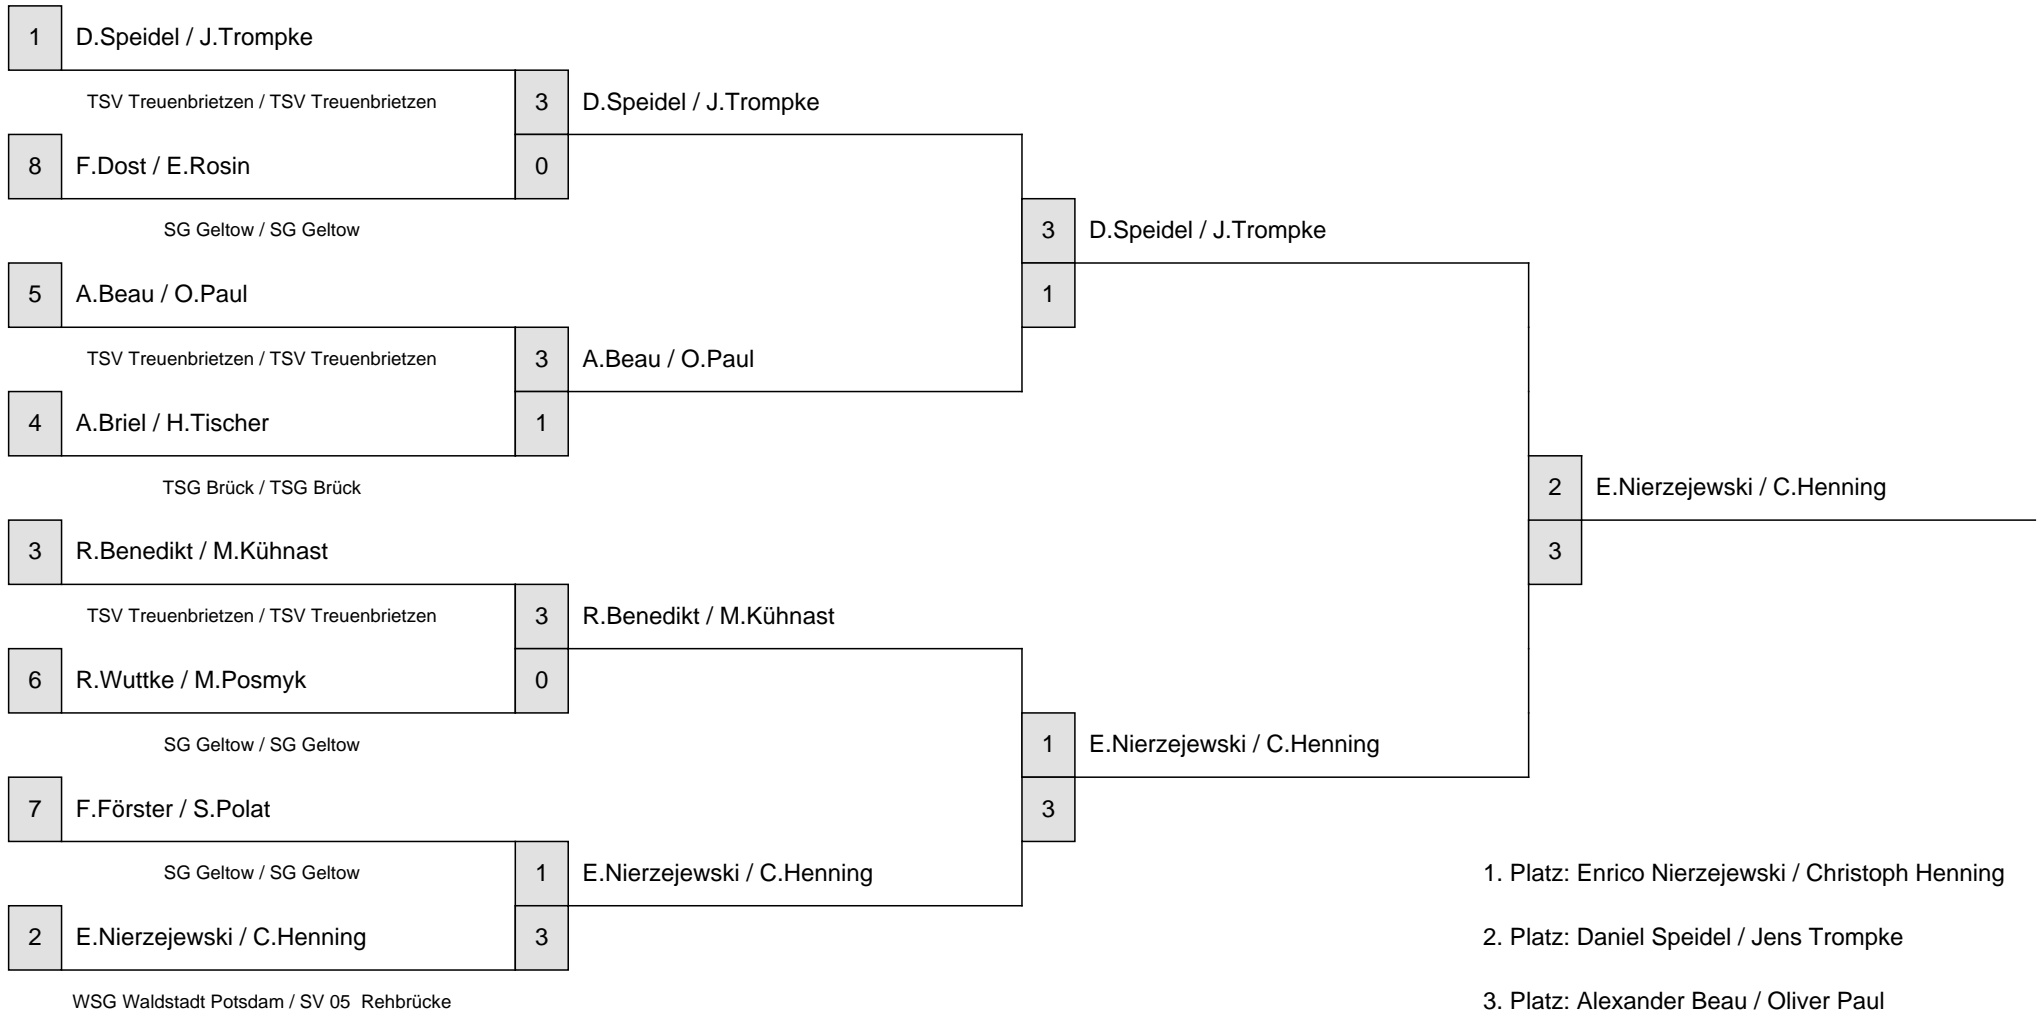 1 D.Speidel / J.Trompke
TSV Treuenbrietzen / TSV Treuenbrietzen 3 D.Speidel / J.Trompke
8 F.Dost / E.Rosin 0
SG Geltow / SG Geltow 3 D.Speidel / J.Trompke
5 A.Beau / O.Paul 1
TSV Treuenbrietzen / TSV Treuenbrietzen 3 A.Beau / O.Paul
4 A.Briel / H.Tischer 1
TSG Brück / TSG Brück 2 E.Nierzejewski / C.Henning
3 R.Benedikt / M.Kühnast 3
TSV Treuenbrietzen / TSV Treuenbrietzen 3 R.Benedikt / M.Kühnast
6 R.Wuttke / M.Posmyk 0
SG Geltow / SG Geltow 1 E.Nierzejewski / C.Henning
7 F.Förster / S.Polat 3
SG Geltow / SG Geltow 1 E.Nierzejewski / C.Henning 1. Platz: Enrico Nierzejewski / Christoph Henning
2 E.Nierzejewski / C.Henning 3 2. Platz: Daniel Speidel / Jens Trompke
WSG Waldstadt Potsdam / SV 05 Rehbrücke 3. Platz: Alexander Beau / Oliver Paul